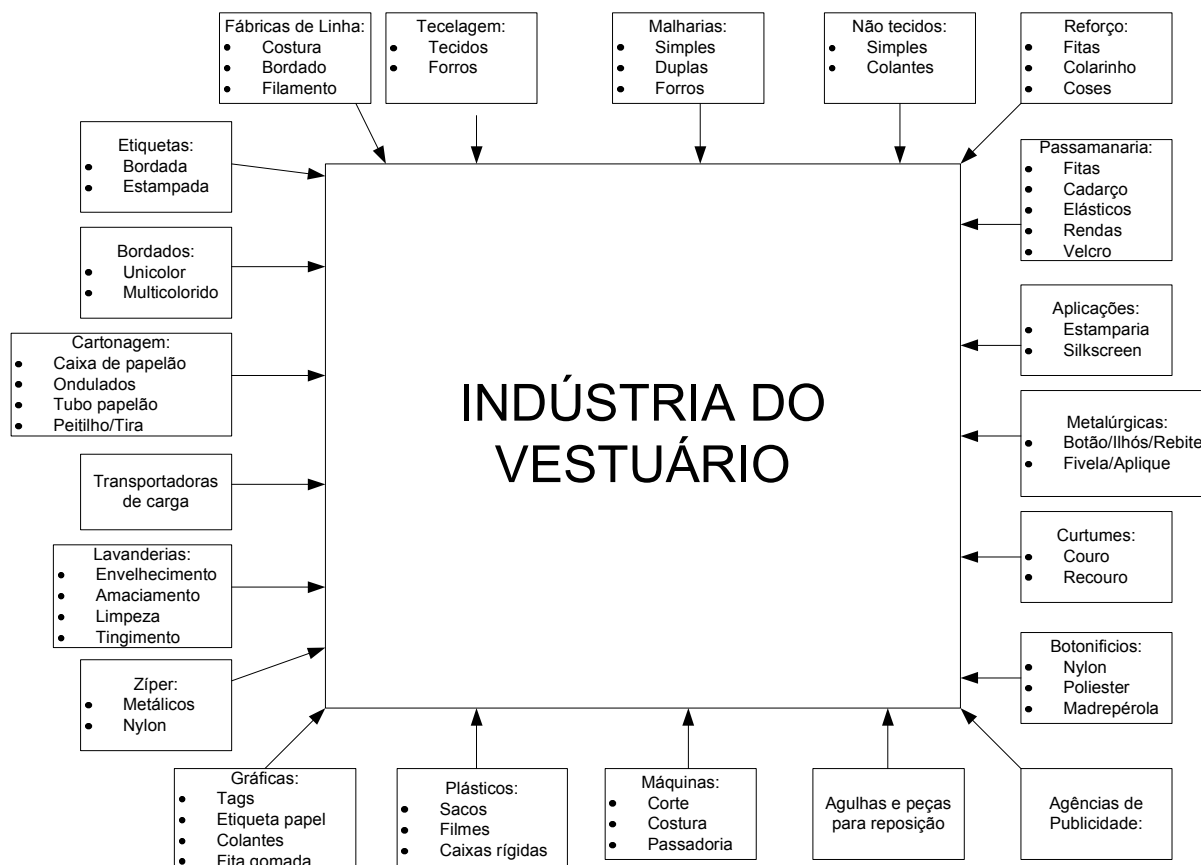 Fábricas de Linha:
• Costura
• Bordado
• Filamento
Tecelagem:
• Tecidos
• Forros
Malharias:
• Simples
• Duplas
• Forros
Não tecidos:
• Simples
• Colantes
Reforço:
• Fitas
• Colarinho
• Coses
Etiquetas:
• Bordada
• Estampada
Passamanaria:
• Fitas
• Cadarço
• Elásticos
• Rendas
• Velcro
Bordados:
• Unicolor
• Multicolorido
Aplicações:
• Estamparia
• Silkscreen
Cartonagem:
• Caixa de papelão
• Ondulados
• Tubo papelão
• Peitilho/Tira
INDÚSTRIA DO
VESTUÁRIO
Metalúrgicas:
• Botão/Ilhós/Rebite
• Fivela/Aplique
Transportadoras
de carga
Curtumes:
• Couro
• Recouro
Lavanderias:
• Envelhecimento
• Amaciamento
• Limpeza
• Tingimento
Botonificios:
• Nylon
• Poliester
• Madrepérola
Zíper:
• Metálicos
• Nylon
Gráficas:
• Tags
• Etiqueta papel
• Colantes
• Fita gomada
Plásticos:
• Sacos
• Filmes
• Caixas rígidas
Máquinas:
• Corte
• Costura
• Passadoria
Agulhas e peças
para reposição
Agências de
Publicidade: